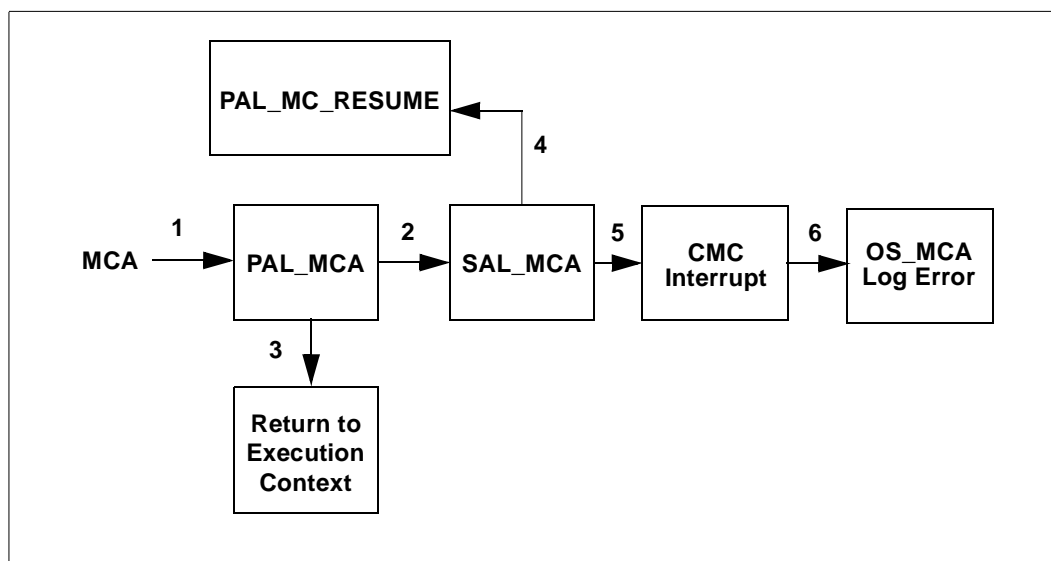 PAL_MC_RESUME
4
1
2
5
6
MCA
PAL_MCA
SAL_MCA
CMC
Interrupt
OS_MCA
Log Error
3
Return to
Execution
Context